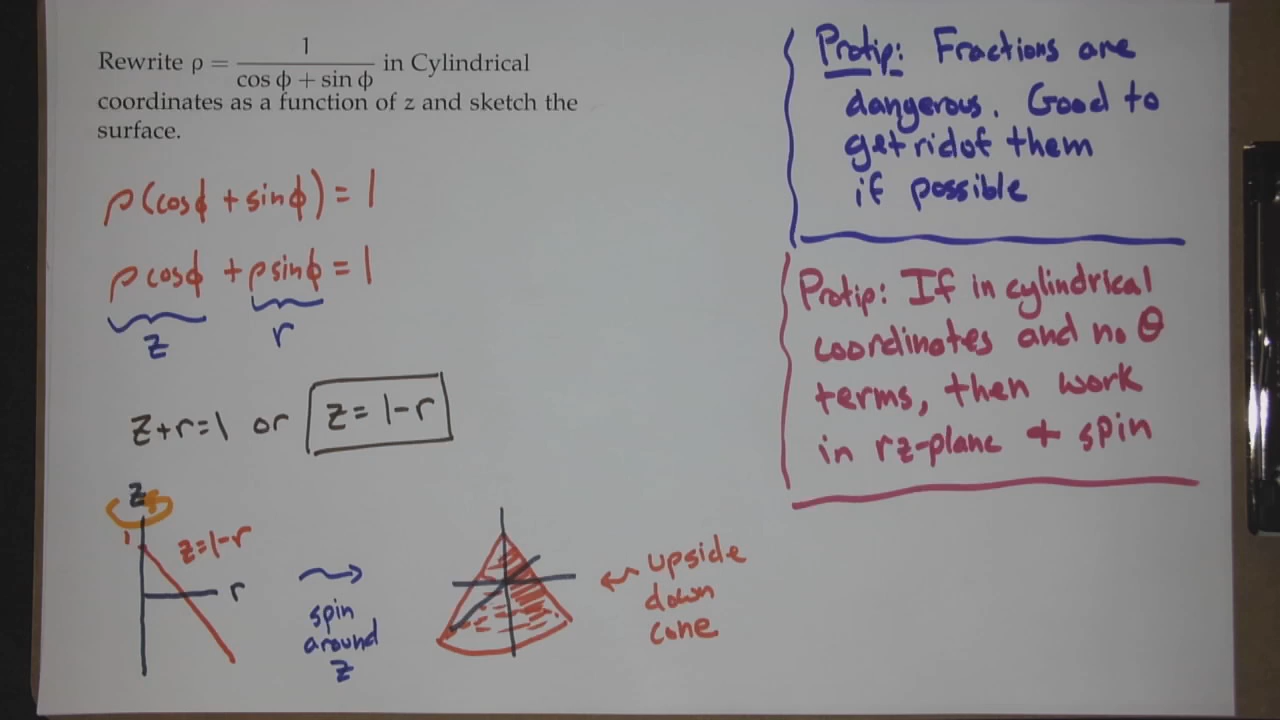 Rewrite ρ = 1/(cos ϕ + sin ϕ) in Cylindrical
coordinates as a function of z and sketch the
surface.
ρ(cosϕ + sinϕ) = 1
ρcosϕ + ρsinϕ = 1
z
r
z+r=1 or z=1-r
z
1
z=1-r
r
spin
around
z
upside
down
cone
Protip: Fractions are
dangerous. Good to
get rid of them
if possible
Protip: If in cylindrical
coordinates and no θ
terms, then work
in rz-plane + spin